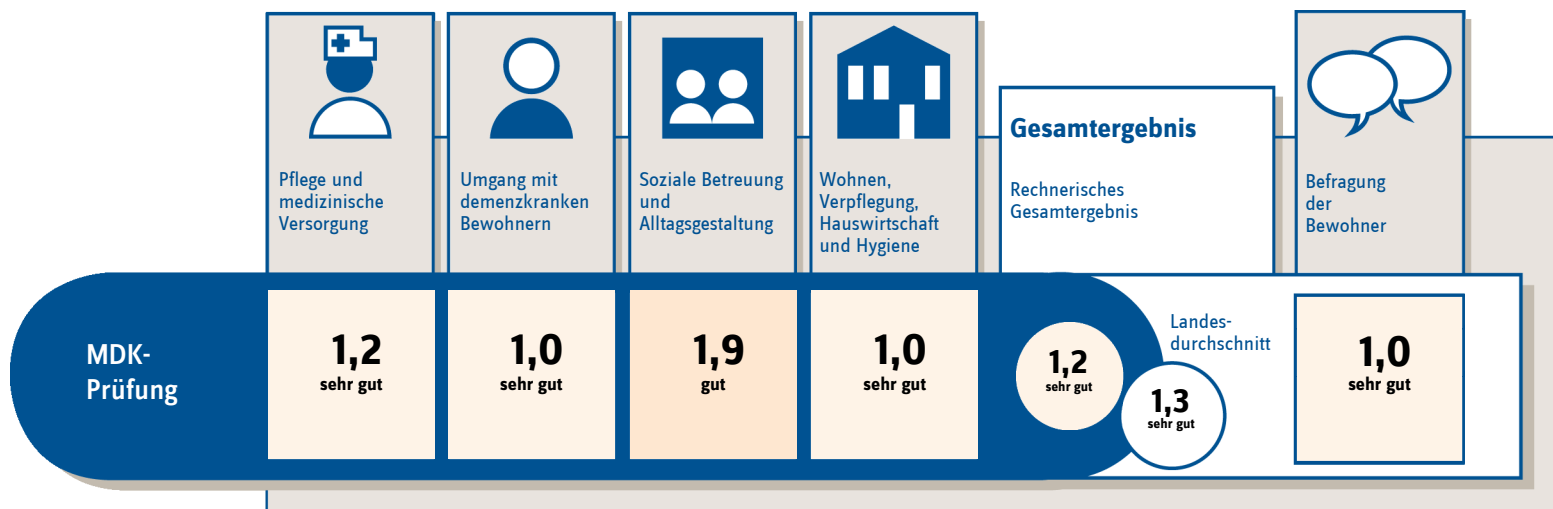 Pflege und
medizinische
Versorgung
Umgang mit
demenzkranken
Bewohnern
Soziale Betreuung
und
Alltagsgestaltung
Wohnen,
Verpflegung,
Hauswirtschaft
und Hygiene
Gesamtergebnis
Rechnerisches
Gesamtergebnis
Befragung
der
Bewohner
MDK-
Prüfung
1,2
sehr gut
1,0
sehr gut
1,9
gut
1,0
sehr gut
1,2
sehr gut
Landes-
durchschnitt
1,3
sehr gut
1,0
sehr gut